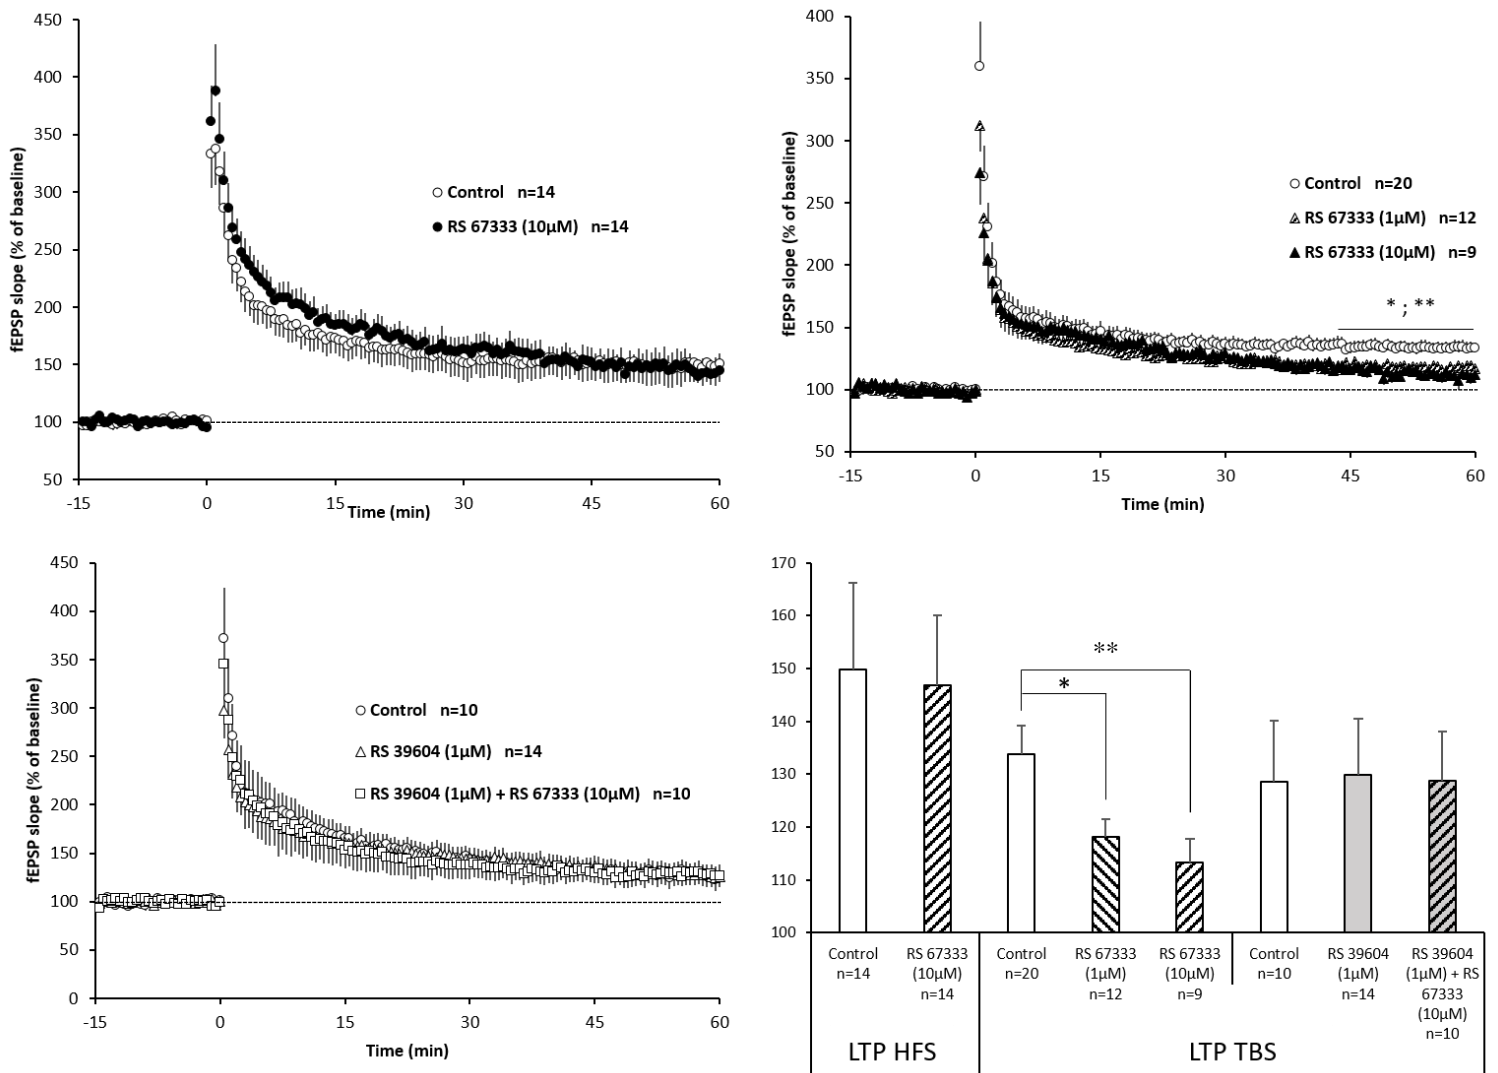 450
400
350
300
250
200
150
100
50
-15
0
15
30
45
60
Time (min)
fEPSP slope (% of baseline)
Control n=14
RS 67333 (10µM) n=14
400
350
300
250
200
150
100
50
-15
0
15
30
45
60
Time (min)
fEPSP slope (% of baseline)
Control n=20
RS 67333 (1µM) n=12
RS 67333 (10µM) n=9
* ; **
450
400
350
300
250
200
150
100
50
0
-15
0
15
30
45
60
Time (min)
fEPSP slope (% of baseline)
Control n=10
RS 39604 (1µM) n=14
RS 39604 (1µM) + RS 67333 (10µM) n=10
170
160
150
140
130
120
110
100
**
*
Control
n=14
RS 67333
(10µM)
n=14
Control
n=20
RS 67333
(1µM)
n=12
RS 67333
(10µM)
n=9
Control
n=10
RS 39604
(1µM)
n=14
RS 39604
(1µM) + RS
67333
(10µM)
n=10
LTP HFS
LTP TBS